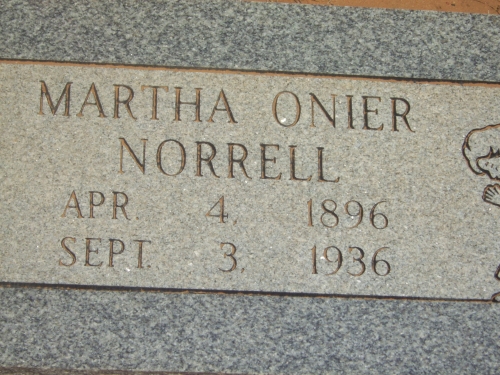 MARTHA ONIER
NORRELL
APR. 4, 1896
SEPT. 3, 1936